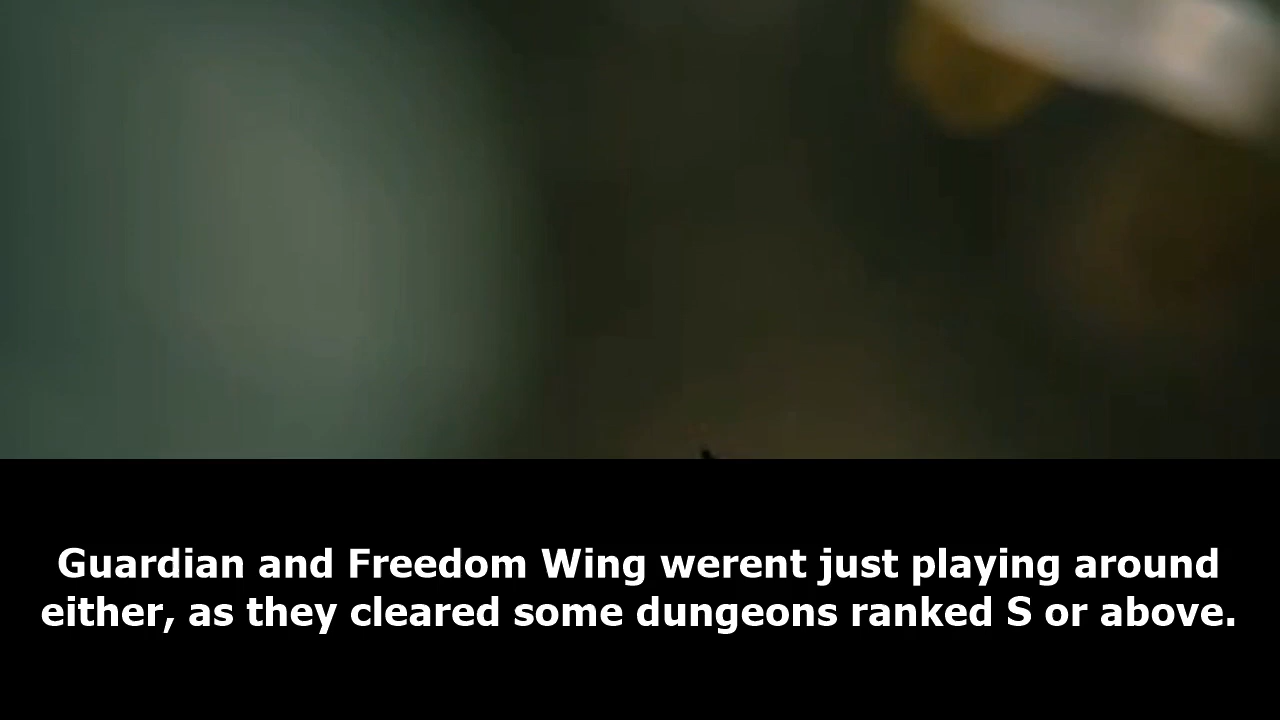 Guardian and Freedom Wing werent just playing around
either, as they cleared some dungeons ranked S or above.